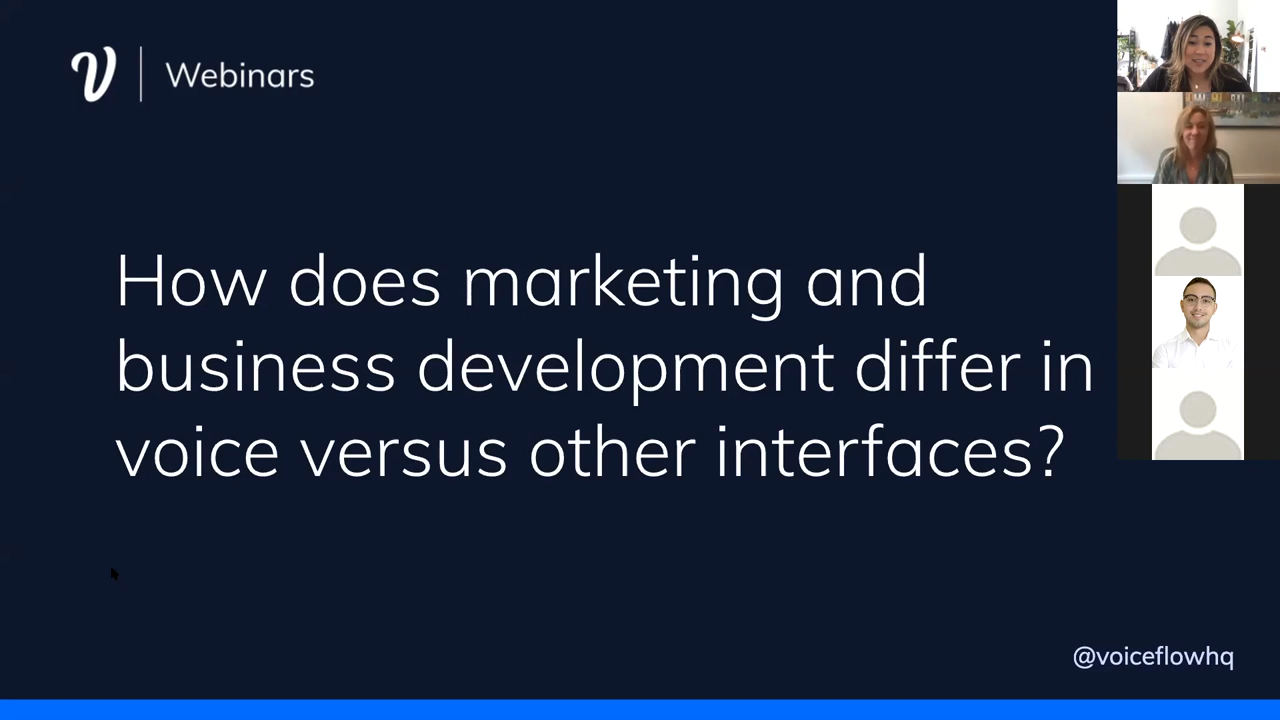 V
Webinars
How does marketing and
business development differ in
voice versus other interfaces?
@voiceflowhq